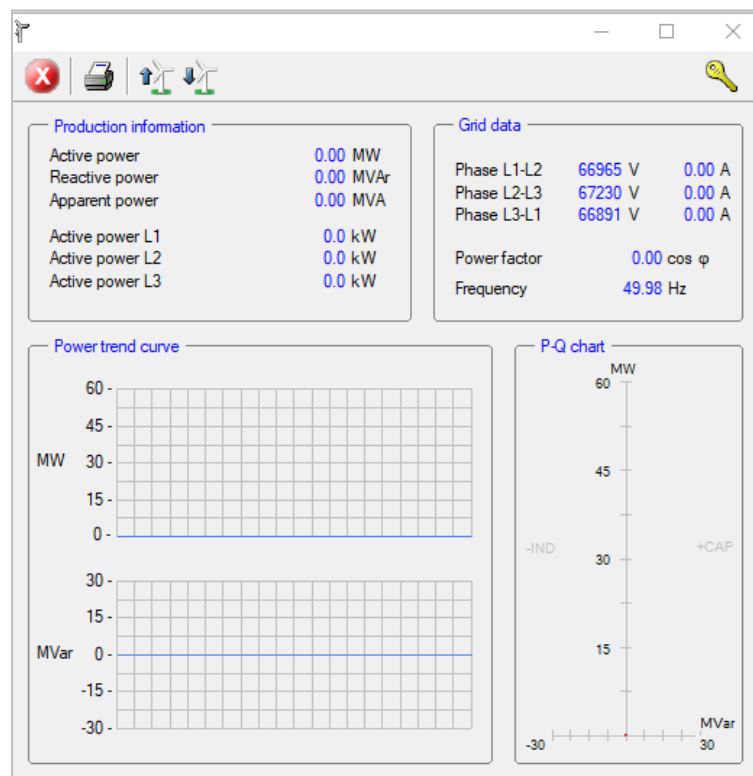 Production information
Active power 0.00 MW
Reactive power 0.00 MVAr
Apparent power 0.00 MVA
Active power L1 0.0 kW
Active power L2 0.0 kW
Active power L3 0.0 kW
Grid data
Phase L1-L2 66965 V 0.00 A
Phase L2-L3 67230 V 0.00 A
Phase L3-L1 66891 V 0.00 A
Power factor 0.00 cos φ
Frequency 49.98 Hz
Power trend curve
60
45
MW 30
15
0
30
15
MVar 0
-15
-30
P-Q chart
MW
60
45
-IND +CAP
30
15
MVar
-30 30